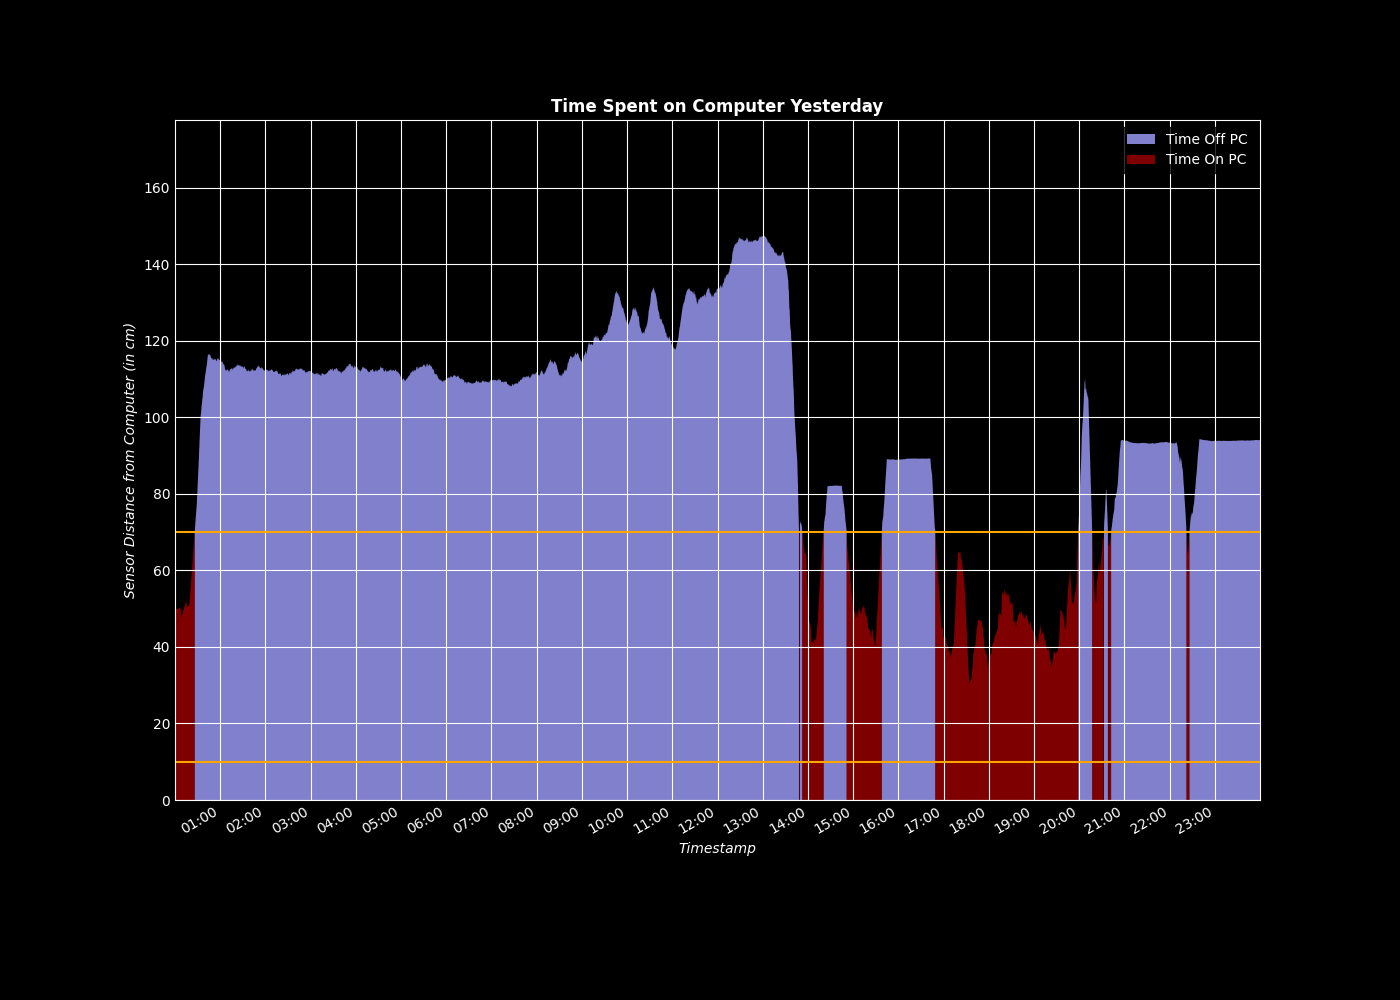 Time Spent on Computer Yesterday
Time Off PC
Time On PC
160
140
120
100
80
60
40
20
0
Sensor Distance from Computer (in cm)
01:00 02:00 03:00 04:00 05:00 06:00 07:00 08:00 09:00 10:00 11:00 12:00 13:00 14:00 15:00 16:00 17:00 18:00 19:00 20:00 21:00 22:00 23:00
Timestamp